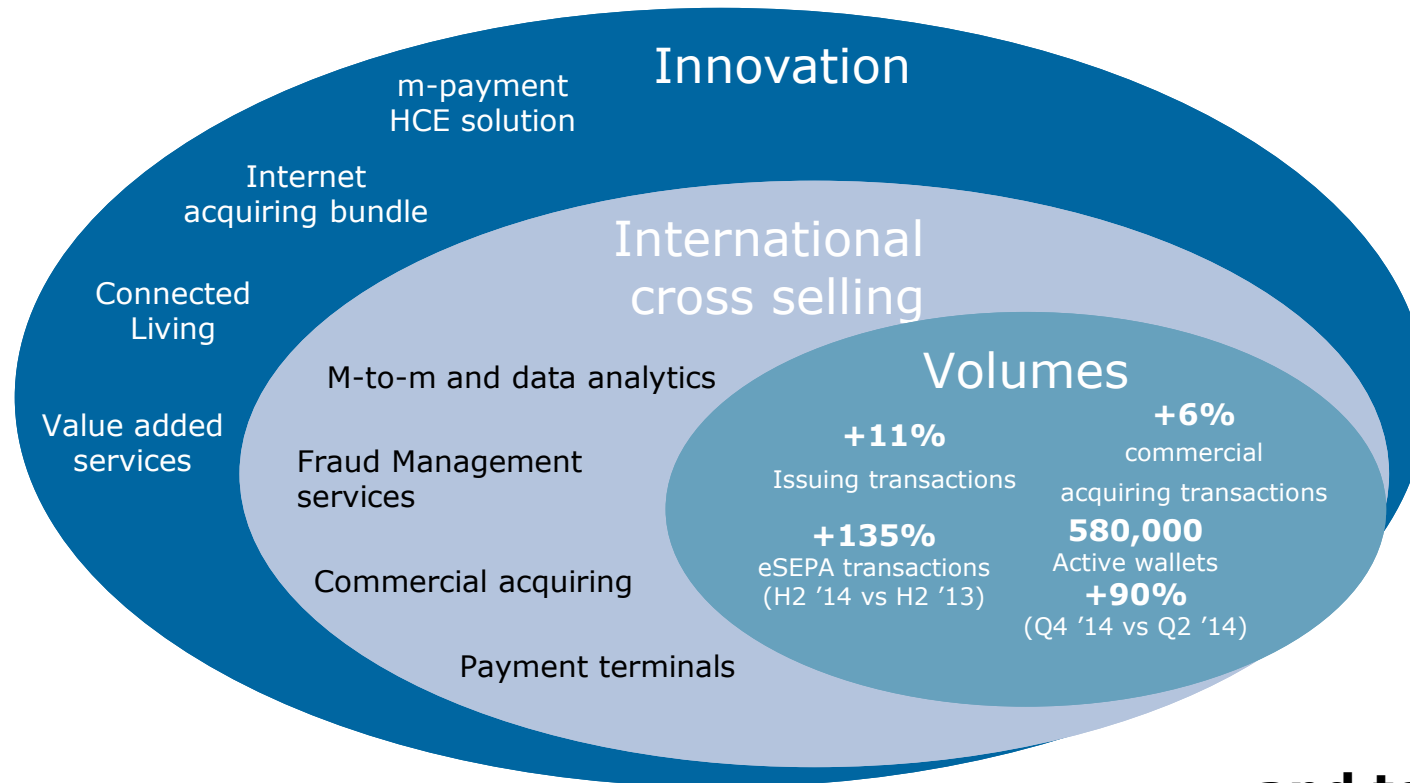 Innovation
m-payment
HCE solution
Internet
acquiring bundle
Connected
Living
Value added
services
International
cross selling
M-to-m and data analytics
Fraud Management
services
Commercial acquiring
Payment terminals
Volumes
+11%
Issuing transactions
+6%
commercial
acquiring transactions
+135%
eSEPA transactions
(H2 ’14 vs H2 ’13)
580,000
Active wallets
+90%
(Q4 ’14 vs Q2 ’14)